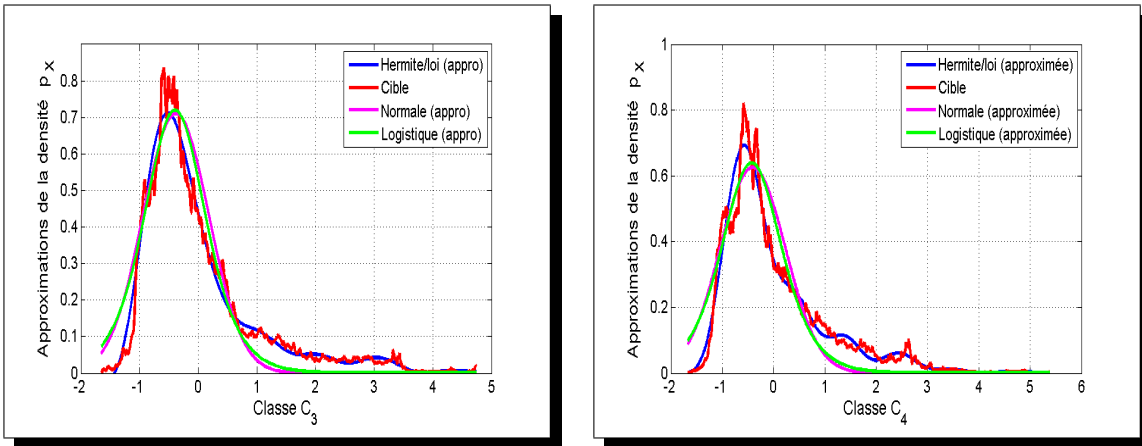 Approximations de la densité p X
0.8
0.7
0.6
0.5
0.4
0.3
0.2
0.1
0
-2 -1 0 1 2 3 4 5
Classe C3
Hermite/loi (appro)
Cible
Normale (appro)
Logistique (appro)
Approximations de la densité p X
1
0.8
0.6
0.4
0.2
0
-2 -1 0 1 2 3 4 5 6
Classe C4
Hermite/loi (approximée)
Cible
Normale (approximée)
Logistique (approximée)